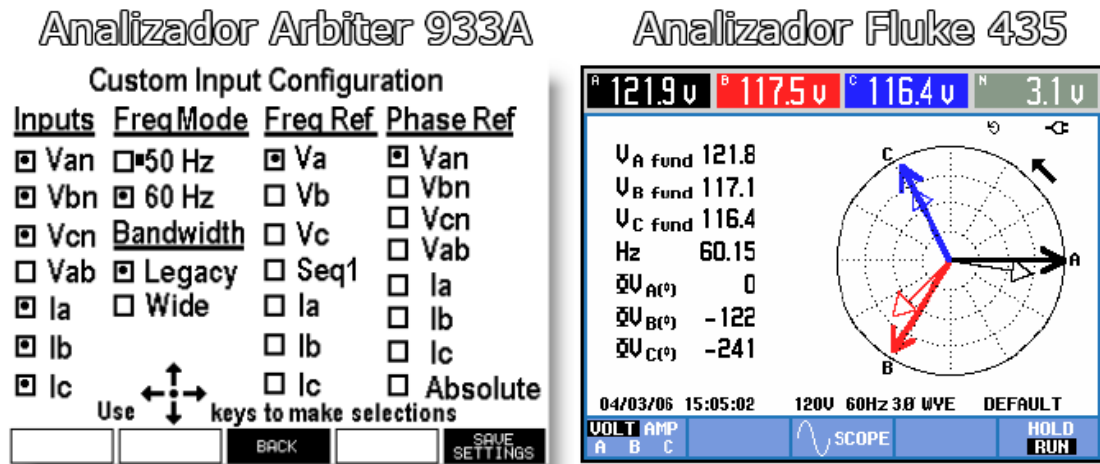 Analizador Arbiter 933A
Custom Input Configuration
Inputs Freq Mode Freq Ref Phase Ref
Van 50 Hz Va Van
Vbn 60 Hz Vb Vbn
Vcn Bandwidth Vc Vcn
Vab Legacy Seq1 Vab
Ia Wide Ia Ia
Ib Ib Ib
Ic Ic Ic
Absolute
Use keys to make selections
BACK SAVE SETTINGS
Analizador Fluke 435
A 121.9 V B 117.5 V C 116.4 V N 3.1 V
VA fund 121.8
VB fund 117.1
VC fund 116.4
Hz 60.15
ΦVA(°) 0
ΦVB(°) -122
ΦVC(°) -241
C
A
B
04/03/06 15:05:02 120V 60Hz 3Ø WYE DEFAULT
VOLT AMP SCOPE HOLD
A B C RUN